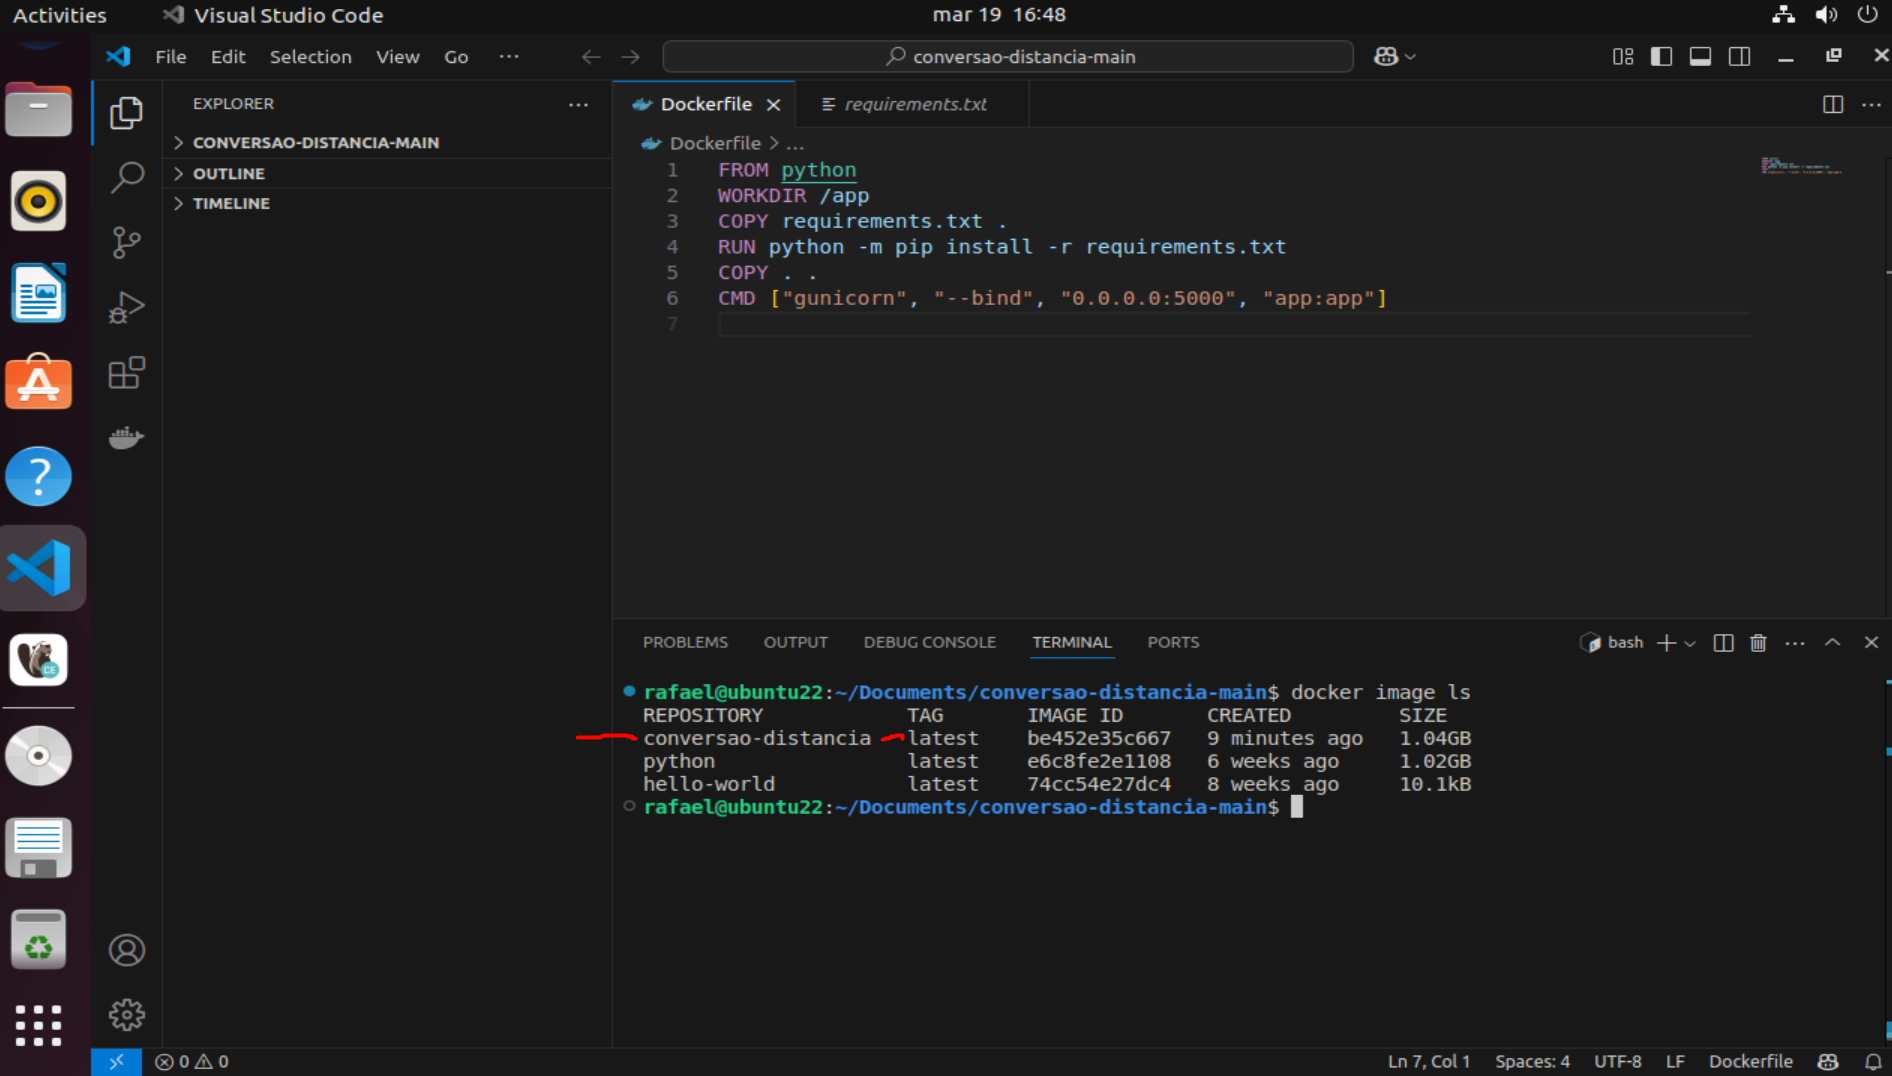 Activities Visual Studio Code mar 19 16:48
File Edit Selection View Go ··· conversao-distancia-main
EXPLORER ···
CONVERSAO-DISTANCIA-MAIN
OUTLINE
TIMELINE
Dockerfile requirements.txt ···
Dockerfile > ...
1 FROM python
2 WORKDIR /app
3 COPY requirements.txt .
4 RUN python -m pip install -r requirements.txt
5 COPY . .
6 CMD ["gunicorn", "--bind", "0.0.0.0:5000", "app:app"]
7
PROBLEMS OUTPUT DEBUG CONSOLE TERMINAL PORTS bash ···
rafael@ubuntu22:~/Documents/conversao-distancia-main$ docker image ls
REPOSITORY TAG IMAGE ID CREATED SIZE
conversao-distancia latest be452e35c667 9 minutes ago 1.04GB
python latest e6c8fe2e1108 6 weeks ago 1.02GB
hello-world latest 74cc54e27dc4 8 weeks ago 10.1kB
rafael@ubuntu22:~/Documents/conversao-distancia-main$
0 0 Ln 7, Col 1 Spaces: 4 UTF-8 LF Dockerfile